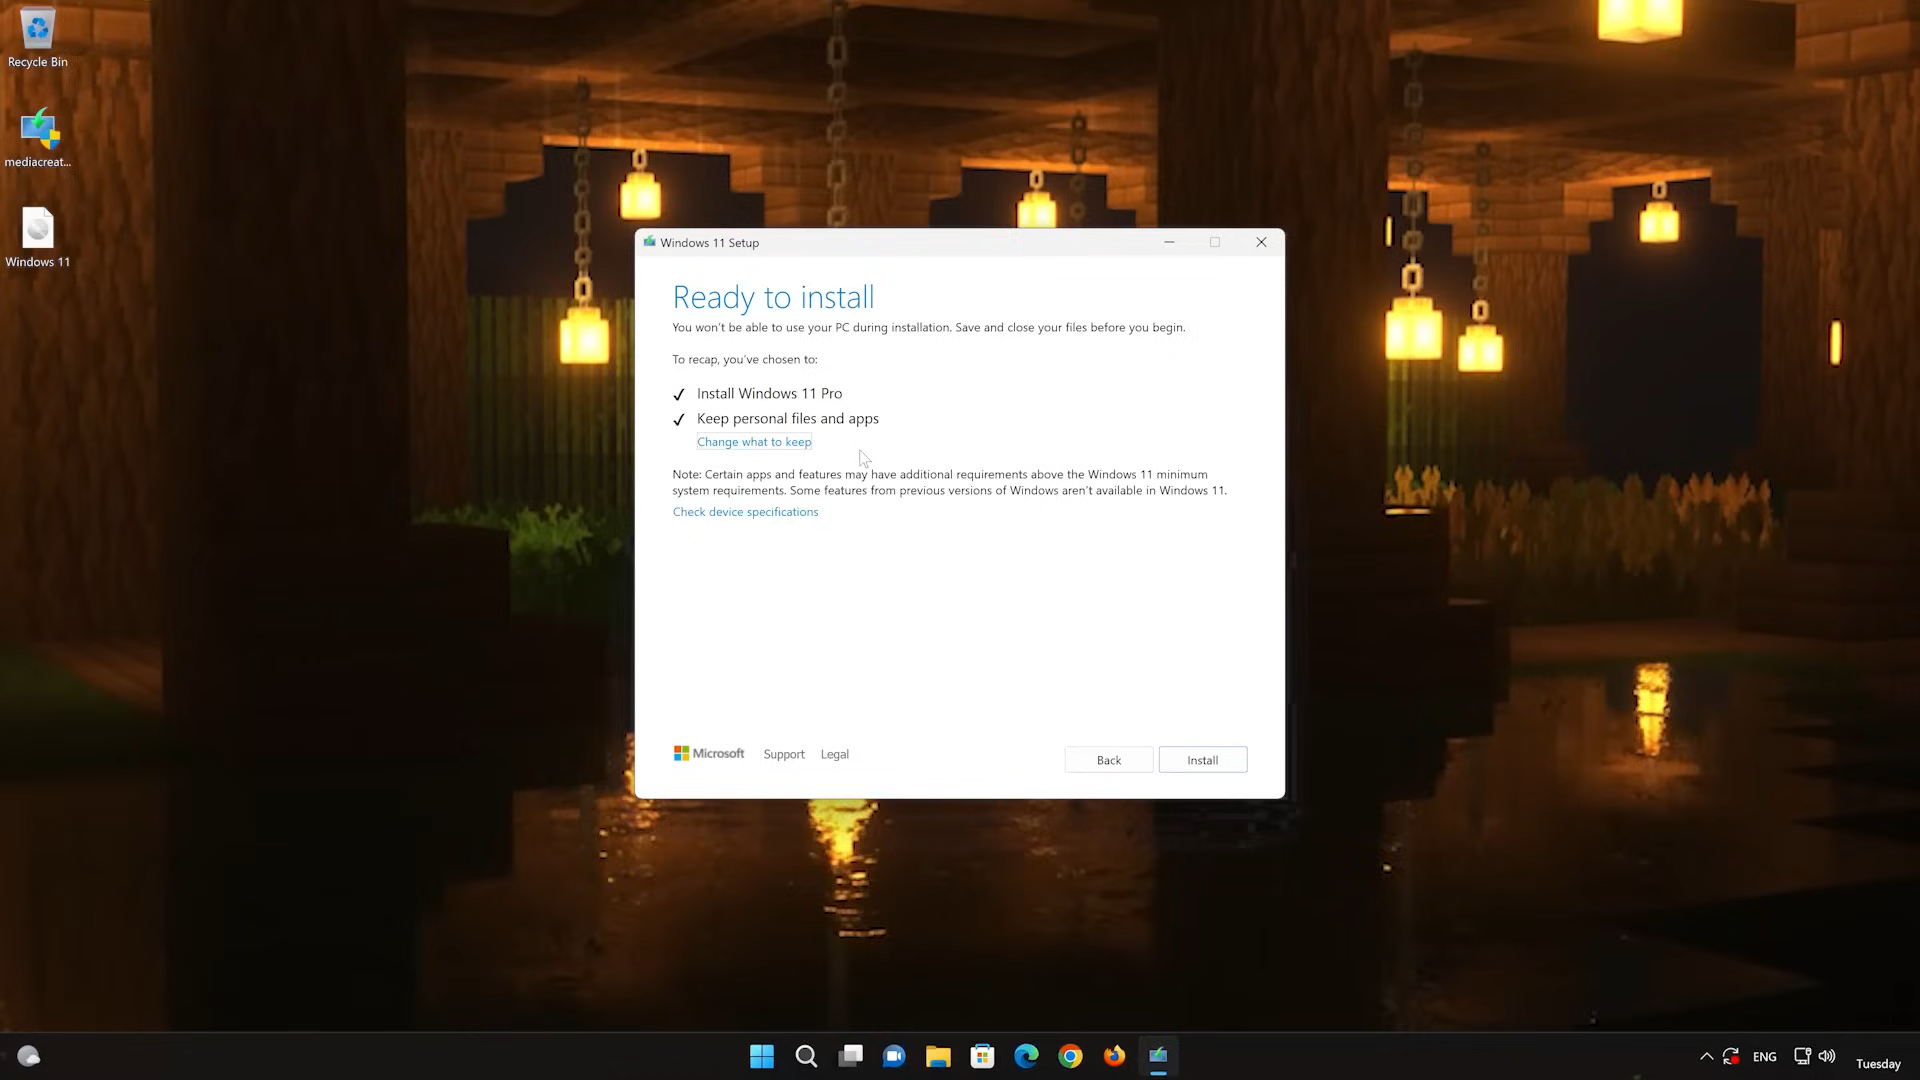 Recycle Bin
mediacreat...
Windows 11
Windows 11 Setup
Ready to install
You won't be able to use your PC during installation. Save and close your files before you begin.
To recap, you've chosen to:
Install Windows 11 Pro
Keep personal files and apps
Change what to keep
Note: Certain apps and features may have additional requirements above the Windows 11 minimum
system requirements. Some features from previous versions of Windows aren't available in Windows 11.
Check device specifications
Microsoft Support Legal
Back Install
ENG
Tuesday